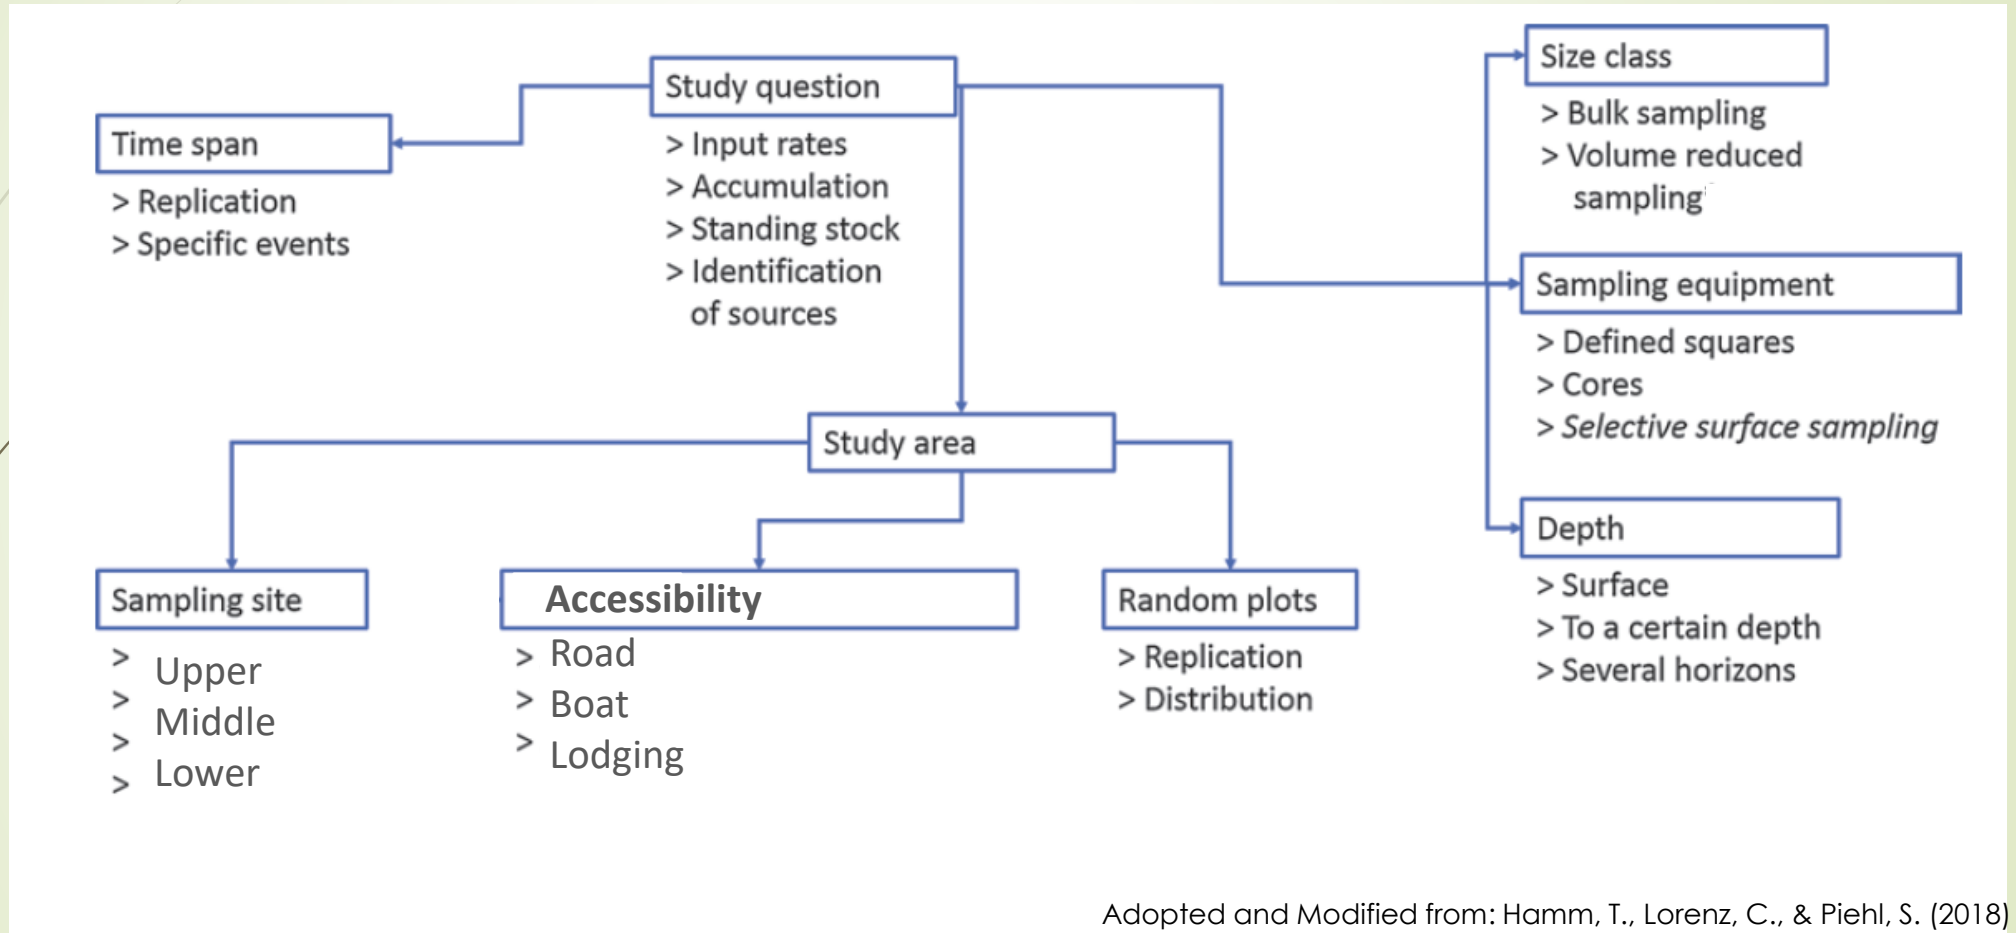 Study question
> Input rates
> Accumulation
> Standing stock
> Identification
of sources
Time span
> Replication
> Specific events
Size class
> Bulk sampling
> Volume reduced
sampling
Sampling equipment
> Defined squares
> Cores
> Selective surface sampling
Depth
> Surface
> To a certain depth
> Several horizons
Study area
Sampling site
> Upper
> Middle
> Lower
>
Accessibility
> Road
> Boat
> Lodging
Random plots
> Replication
> Distribution
Adopted and Modified from: Hamm, T., Lorenz, C., & Piehl, S. (2018)